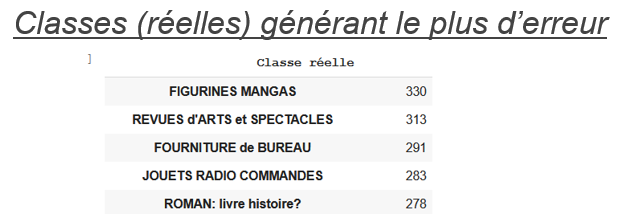 Classes (réelles) générant le plus d’erreur
]
Classe réelle
FIGURINES MANGAS 330
REVUES d'ARTS et SPECTACLES 313
FOURNITURE de BUREAU 291
JOUETS RADIO COMMANDES 283
ROMAN: livre histoire? 278